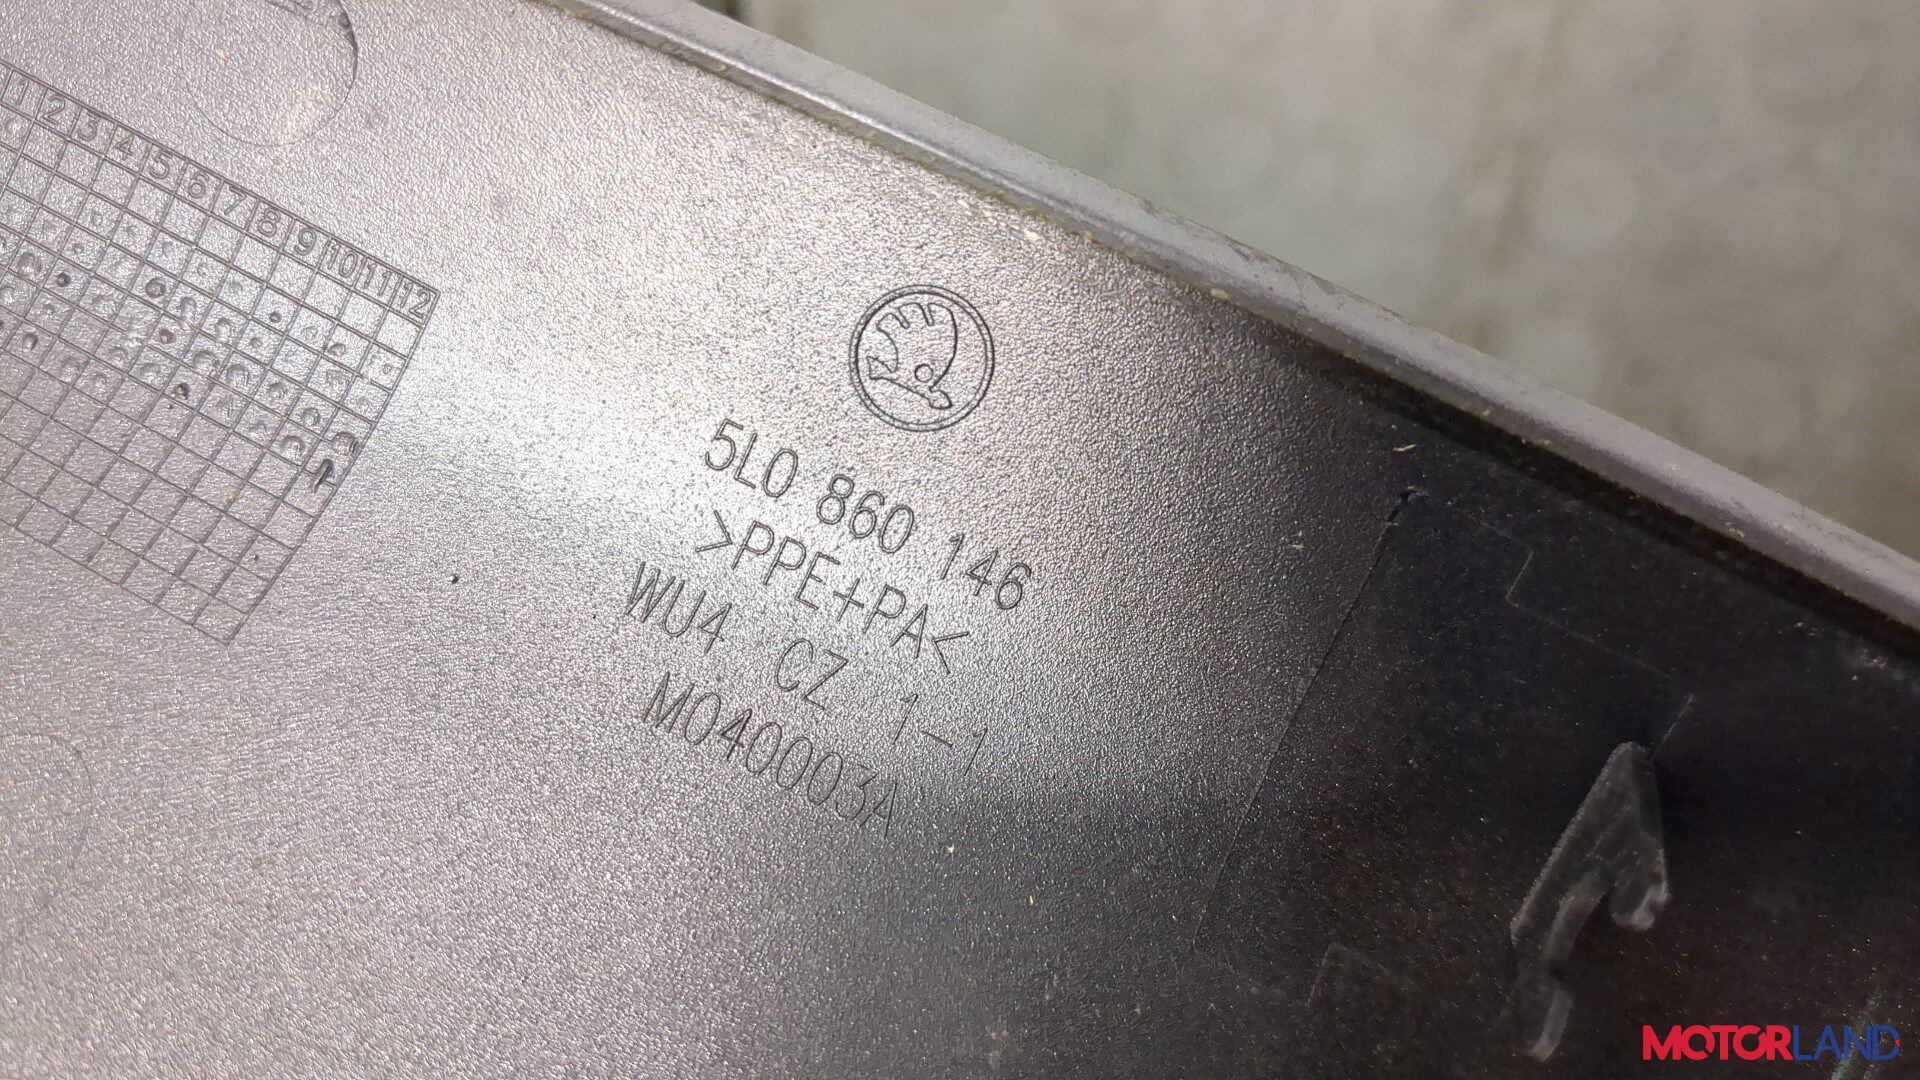 1 2 3 4 5 6 7 8 9 10 11 12
5L0 860 146
>PPE+PA<
WU4 CZ 1-1
M040003A
MOTORLAND